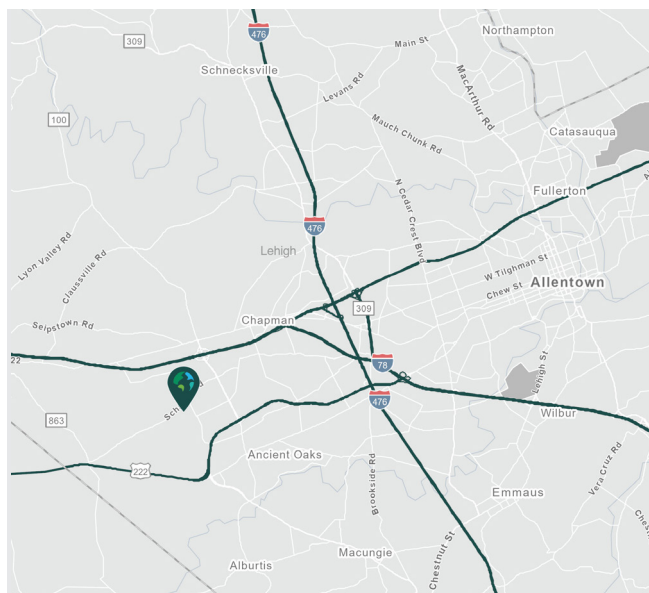 476
Northampton
309
Main St
Schnecksville
MacArthur Rd
Levans Rd
100
Mauch Chunk Rd
Catasauqua
Fullerton
N Cedar Crest Blvd
476
Lyon Valley Rd
Claussville Rd
Lehigh
W Tilghman St
Allentown
Chew St
309
Chapman
Seipstown Rd
22
78
Lehigh St
476
863
Wilbur
222
Ancient Oaks
Brookside Rd
Vera Cruz Rd
Emmaus
Chestnut St
Macungie
Alburtis